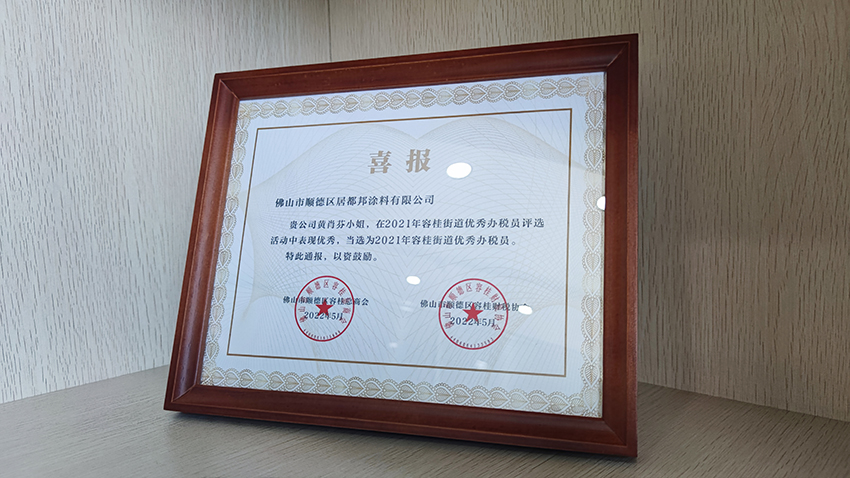 喜报
佛山市顺德区居都邦涂料有限公司
贵公司黄肖芬小姐，在2021年容桂街道优秀办税员评选
活动中表现优秀，当选为2021年容桂街道优秀办税员。
特此通报，以资鼓励。
佛山市顺德区容桂总商会
2022年5月
佛山市顺德区容桂财税协会
2022年5月